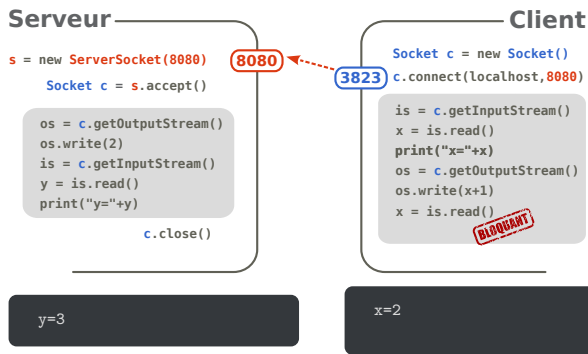 Serveur
s = new ServerSocket(8080)
8080
Socket c = s.accept()
os = c.getOutputStream()
os.write(2)
is = c.getInputStream()
y = is.read()
print("y="+y)
c.close()
y=3
Client
Socket c = new Socket()
3823
c.connect(localhost,8080)
is = c.getInputStream()
x = is.read()
print("x="+x)
os = c.getOutputStream()
os.write(x+1)
x = is.read()
BLOQUANT
x=2